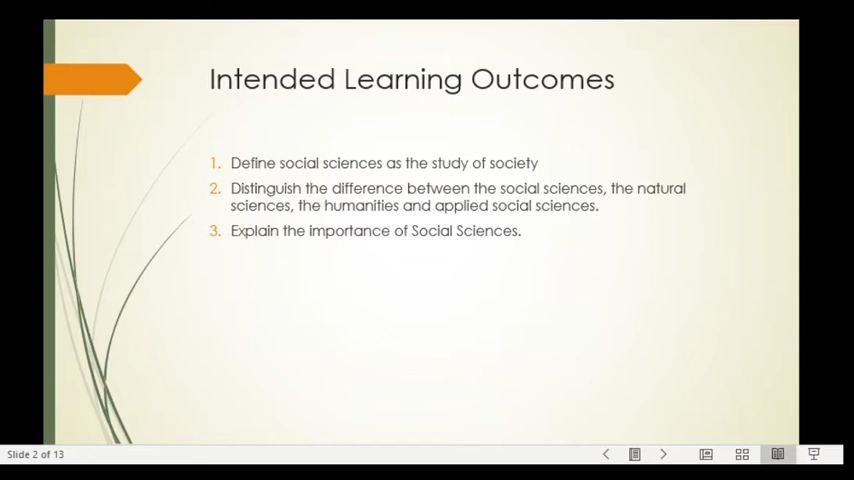 Intended Learning Outcomes
1. Define social sciences as the study of society
2. Distinguish the difference between the social sciences, the natural
sciences, the humanities and applied social sciences.
3. Explain the importance of Social Sciences.
Slide 2 of 13